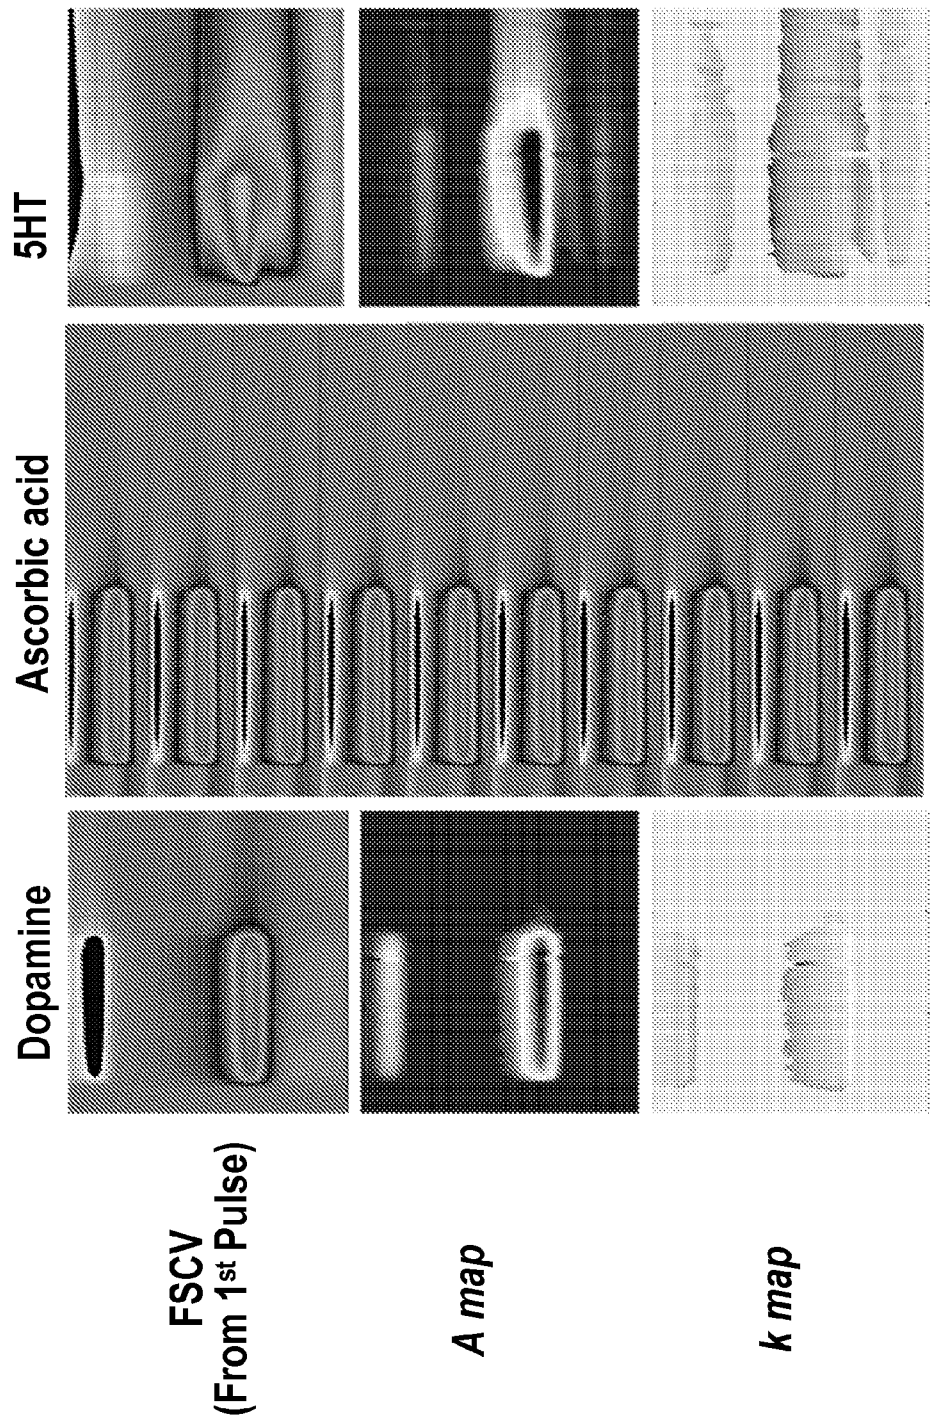 Dopamine
Ascorbic acid
5HT
FSCV
(From 1st Pulse)
A map
k map